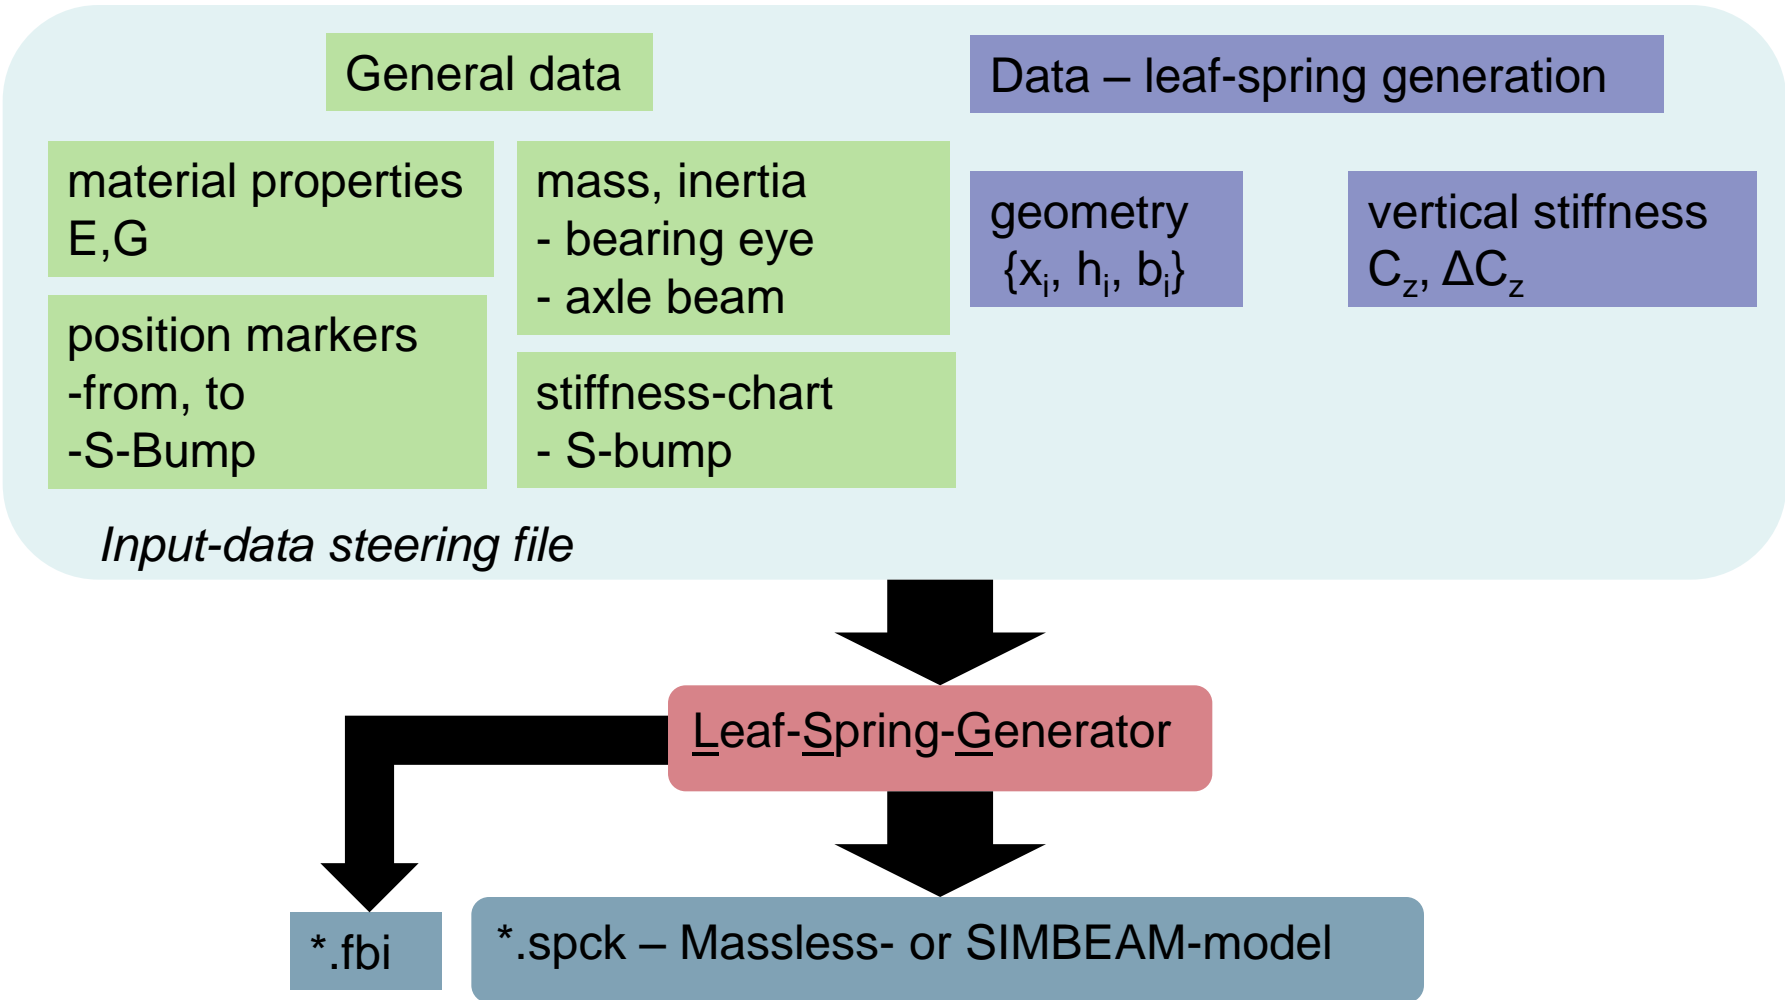 General data
Data – leaf-spring generation
material properties
E,G
mass, inertia
- bearing eye
- axle beam
geometry
{xi, hi, bi}
vertical stiffness
Cz, ΔCz
position markers
-from, to
-S-Bump
stiffness-chart
- S-bump
Input-data steering file
Leaf-Spring-Generator
*.fbi
*.spck – Massless- or SIMBEAM-model